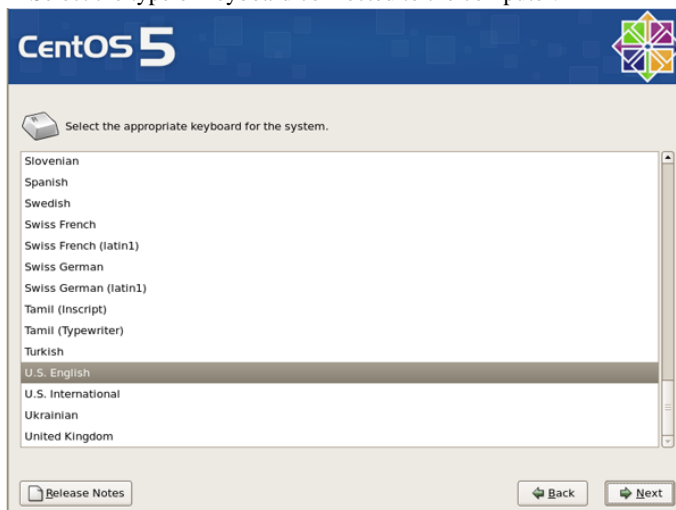 CentOS 5
Select the appropriate keyboard for the system.
Slovenian
Spanish
Swedish
Swiss French
Swiss French (latin1)
Swiss German
Swiss German (latin1)
Tamil (Inscript)
Tamil (Typewriter)
Turkish
U.S. English
U.S. International
Ukrainian
United Kingdom
Release Notes
Back
Next